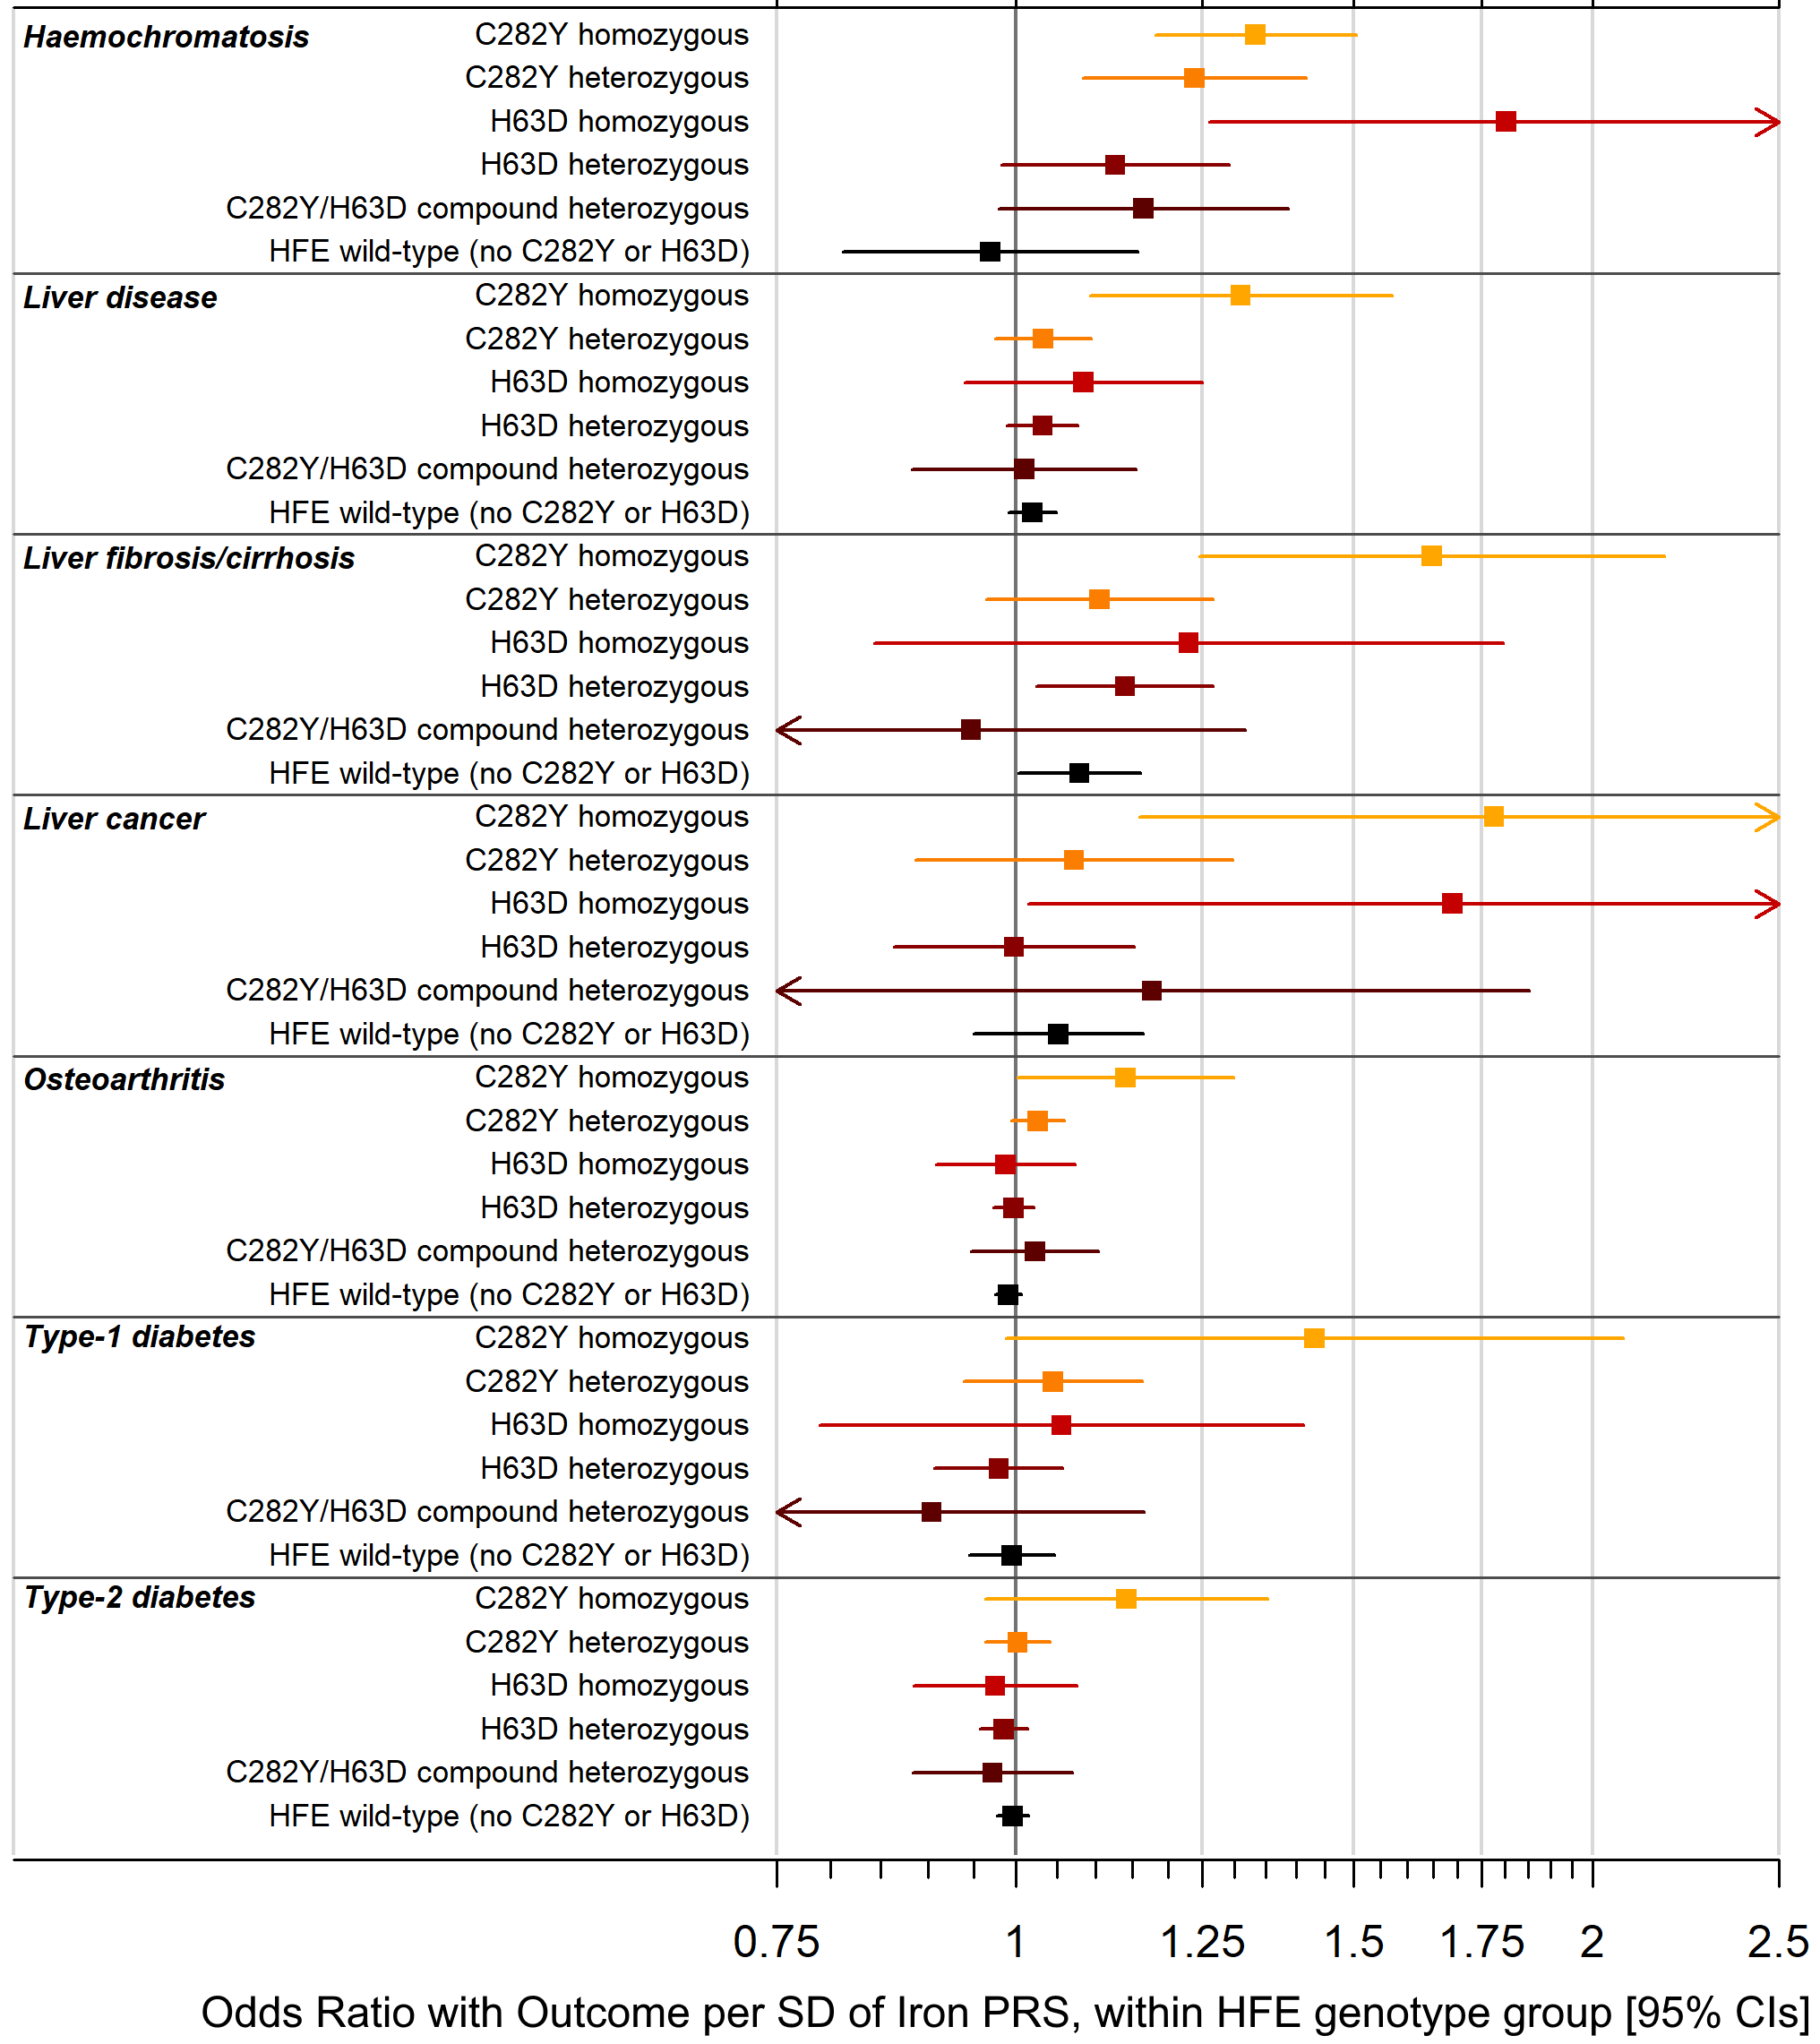 Haemochromatosis C282Y homozygous
C282Y heterozygous
H63D homozygous
H63D heterozygous
C282Y/H63D compound heterozygous
HFE wild-type (no C282Y or H63D)
Liver disease C282Y homozygous
C282Y heterozygous
H63D homozygous
H63D heterozygous
C282Y/H63D compound heterozygous
HFE wild-type (no C282Y or H63D)
Liver fibrosis/cirrhosis C282Y homozygous
C282Y heterozygous
H63D homozygous
H63D heterozygous
C282Y/H63D compound heterozygous
HFE wild-type (no C282Y or H63D)
Liver cancer C282Y homozygous
C282Y heterozygous
H63D homozygous
H63D heterozygous
C282Y/H63D compound heterozygous
HFE wild-type (no C282Y or H63D)
Osteoarthritis C282Y homozygous
C282Y heterozygous
H63D homozygous
H63D heterozygous
C282Y/H63D compound heterozygous
HFE wild-type (no C282Y or H63D)
Type-1 diabetes C282Y homozygous
C282Y heterozygous
H63D homozygous
H63D heterozygous
C282Y/H63D compound heterozygous
HFE wild-type (no C282Y or H63D)
Type-2 diabetes C282Y homozygous
C282Y heterozygous
H63D homozygous
H63D heterozygous
C282Y/H63D compound heterozygous
HFE wild-type (no C282Y or H63D)
0.75 1 1.25 1.5 1.75 2 2.5
Odds Ratio with Outcome per SD of Iron PRS, within HFE genotype group [95% CIs]